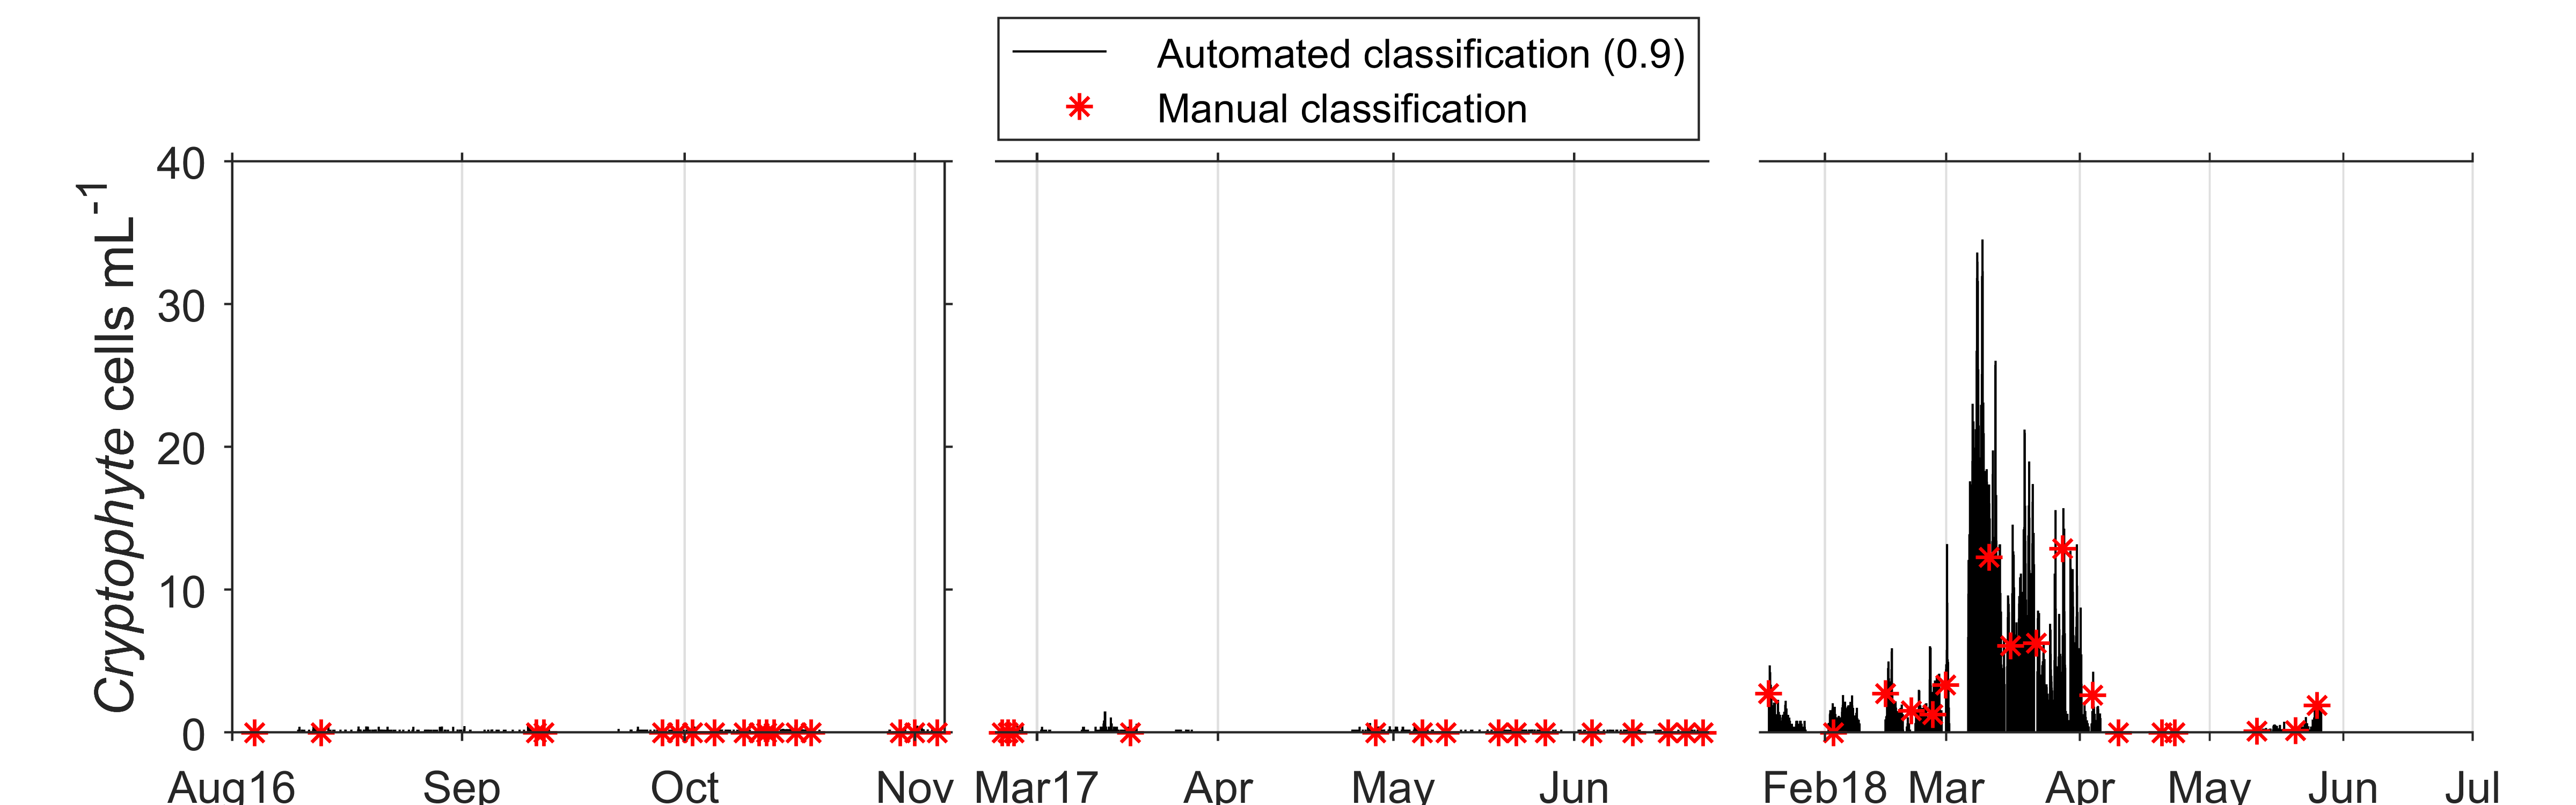 Automated classification (0.9)
Manual classification
Cryptophyte cells mL-1
40
30
20
10
0
Aug16 Sep Oct Nov Mar17 Apr May Jun Feb18 Mar Apr May Jun Jul